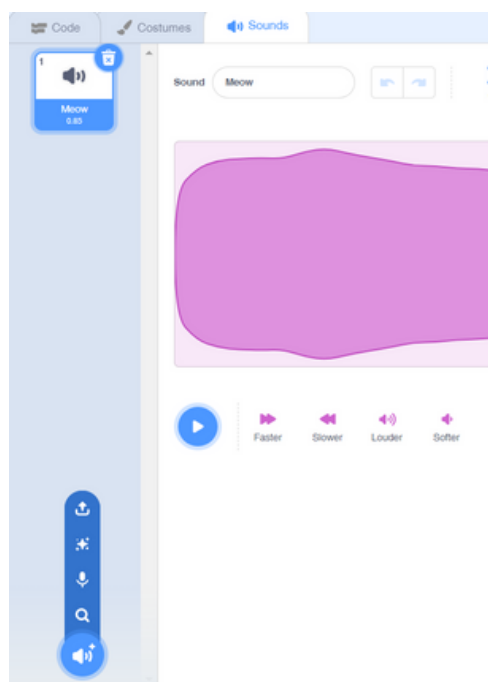 Code Costumes Sounds
1
Meow
0.85
Sound Meow
Faster Slower Louder Softer